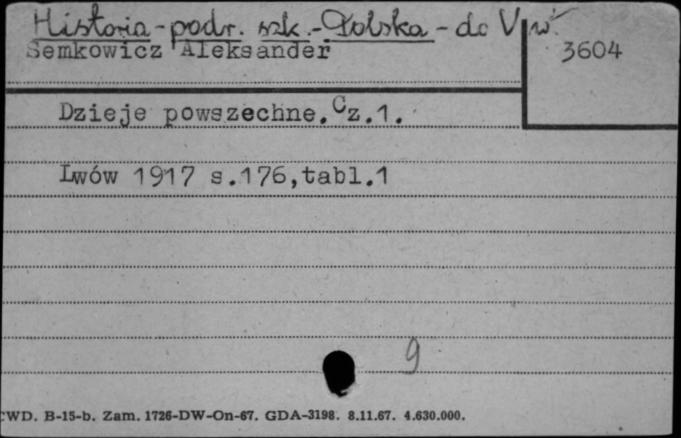 Historia - podr. szk. - Polska - do V w.
Semkowicz Aleksander
3604
Dzieje powszechne. Cz.1.
Lwów 1917 s.176,tabl.1
9
CWD. B-15-b. Zam. 1726-DW-On-67. GDA-3198. 8.11.67. 4.630.000.